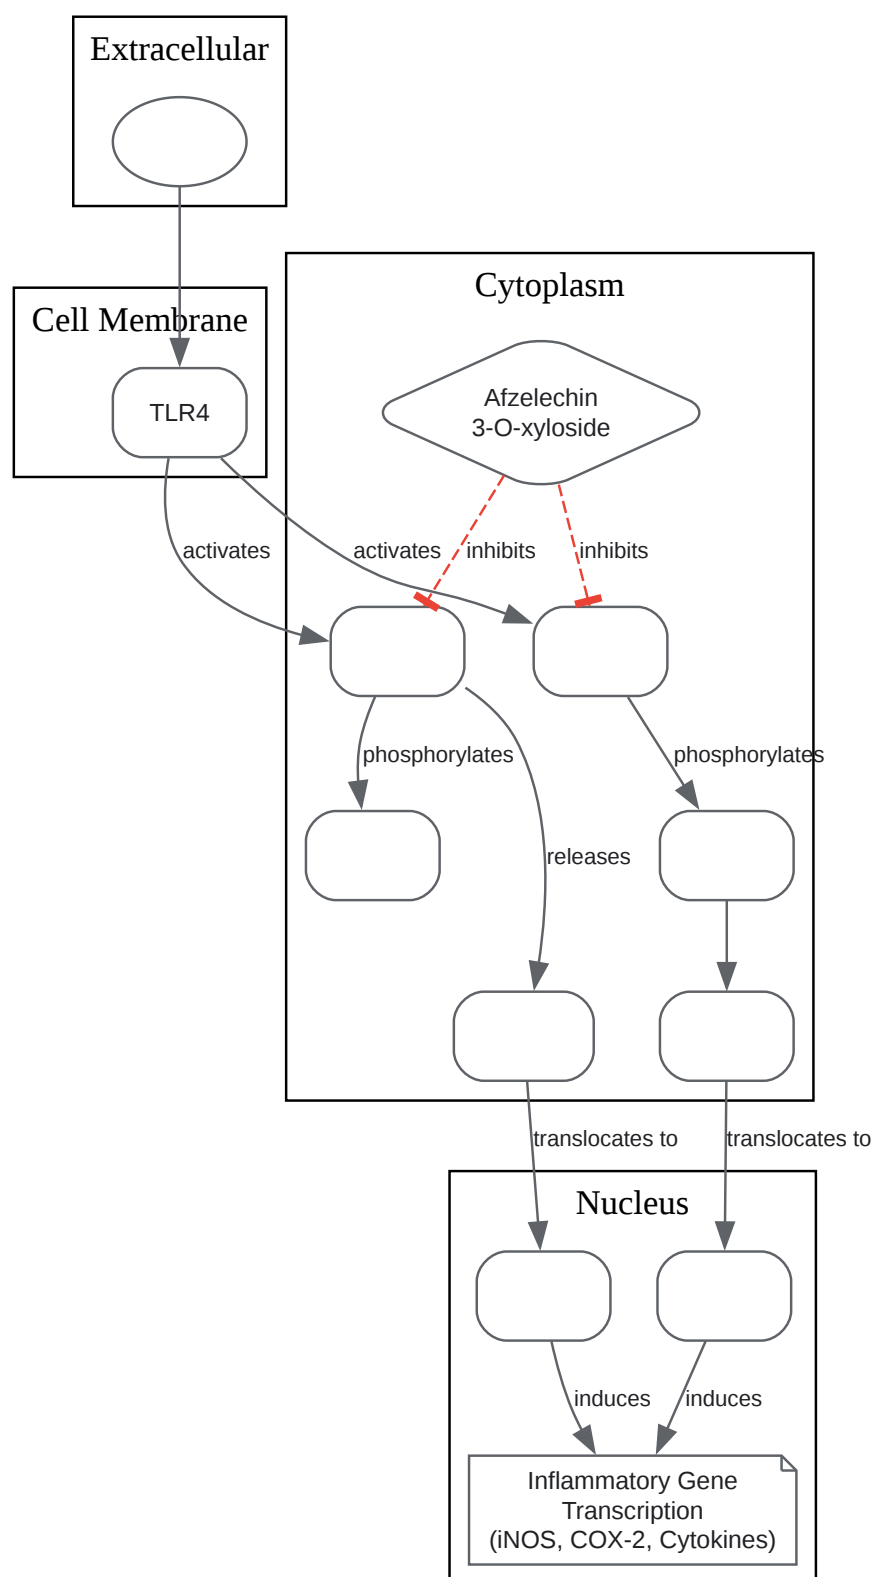 Extracellular
Cytoplasm
Cell Membrane
Afzelechin
3-O-xyloside
TLR4
activates
activates
inhibits
inhibits
phosphorylates
phosphorylates
releases
translocates to
translocates to
Nucleus
induces
induces
Inflammatory Gene
Transcription
(iNOS, COX-2, Cytokines)